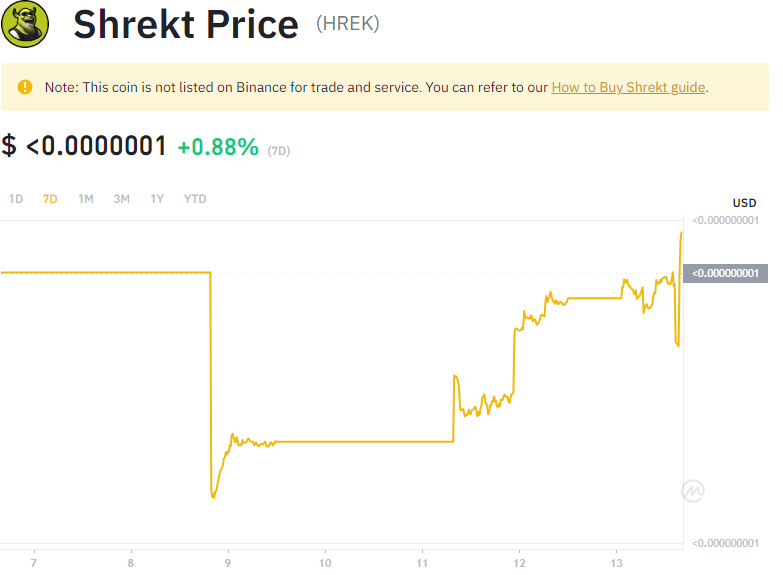 Shrekt Price (HREK)
Note: This coin is not listed on Binance for trade and service. You can refer to our How to Buy Shrekt guide.
$ <0.0000001 +0.88% (7D)
1D 7D 1M 3M 1Y YTD
USD
<0.000000001
<0.000000001
<0.000000001
7 8 9 10 11 12 13